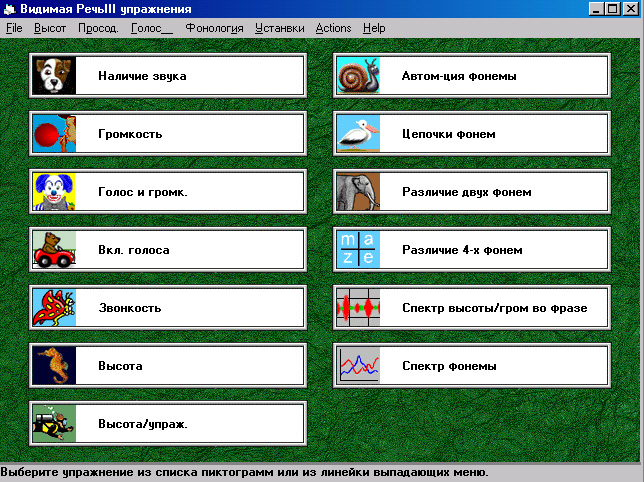 Видимая РечьIII упражнения
File Высот Просод. Голос__ Фонология Устанвки Actions Help
Наличие звука
Громкость
Голос и громк.
Вкл. голоса
Звонкость
Высота
Высота/упраж.
Автом-ция фонемы
Цепочки фонем
Различие двух фонем
m a
z e
Различие 4-х фонем
Спектр высоты/гром во фразе
Спектр фонемы
Выберите упражнение из списка пиктограмм или из линейки выпадающих меню.